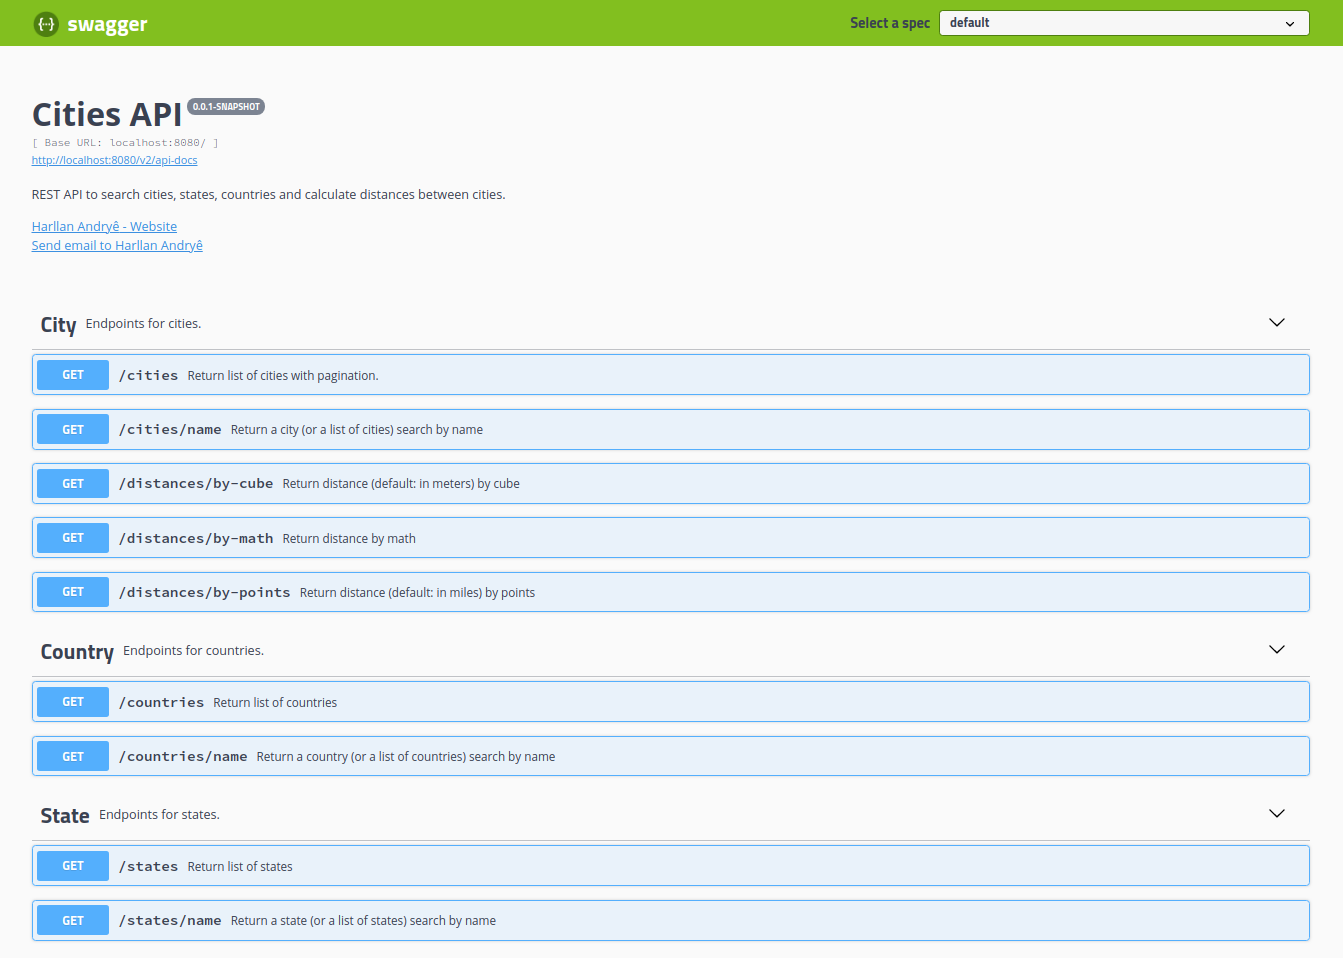 {...} swagger Select a spec default
Cities API 0.0.1-SNAPSHOT
[ Base URL: localhost:8080/ ]
http://localhost:8080/v2/api-docs
REST API to search cities, states, countries and calculate distances between cities.
Harllan Andryê - Website
Send email to Harllan Andryê
City Endpoints for cities.
GET /cities Return list of cities with pagination.
GET /cities/name Return a city (or a list of cities) search by name
GET /distances/by-cube Return distance (default: in meters) by cube
GET /distances/by-math Return distance by math
GET /distances/by-points Return distance (default: in miles) by points
Country Endpoints for countries.
GET /countries Return list of countries
GET /countries/name Return a country (or a list of countries) search by name
State Endpoints for states.
GET /states Return list of states
GET /states/name Return a state (or a list of states) search by name